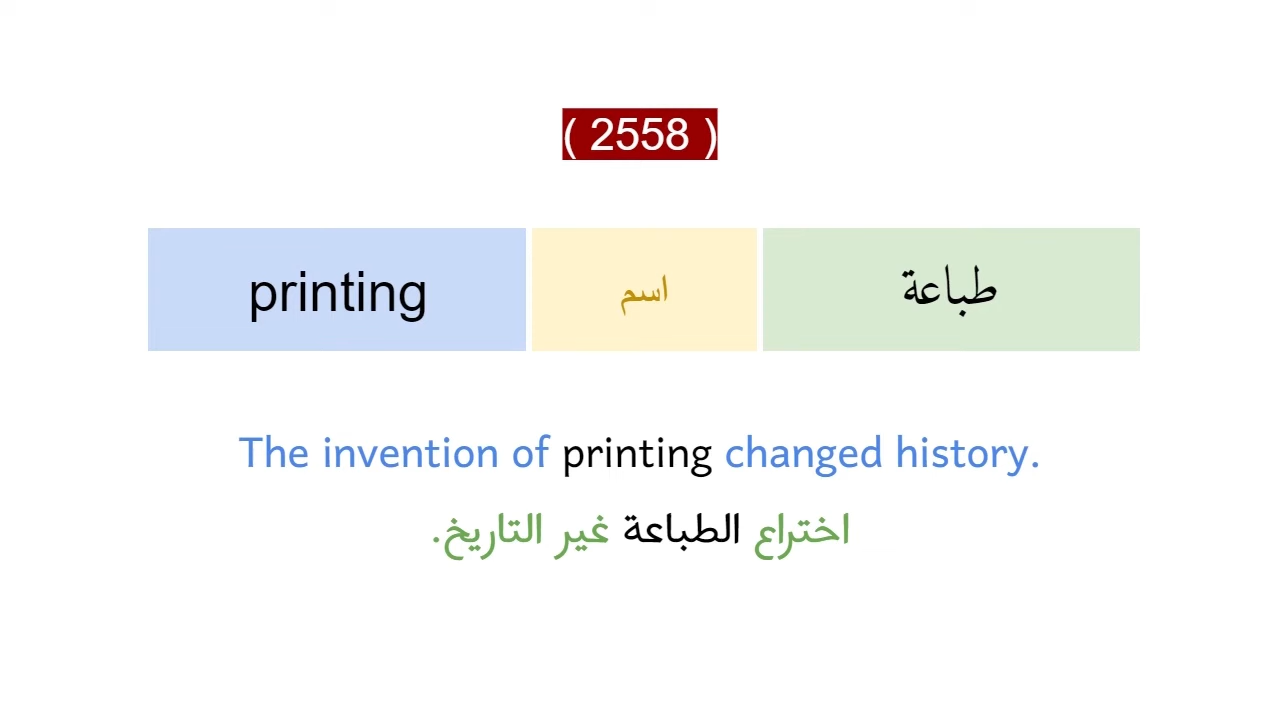 ( 2558 )
printing اسم طباعة
The invention of printing changed history.
اختراع الطباعة غير التاريخ.